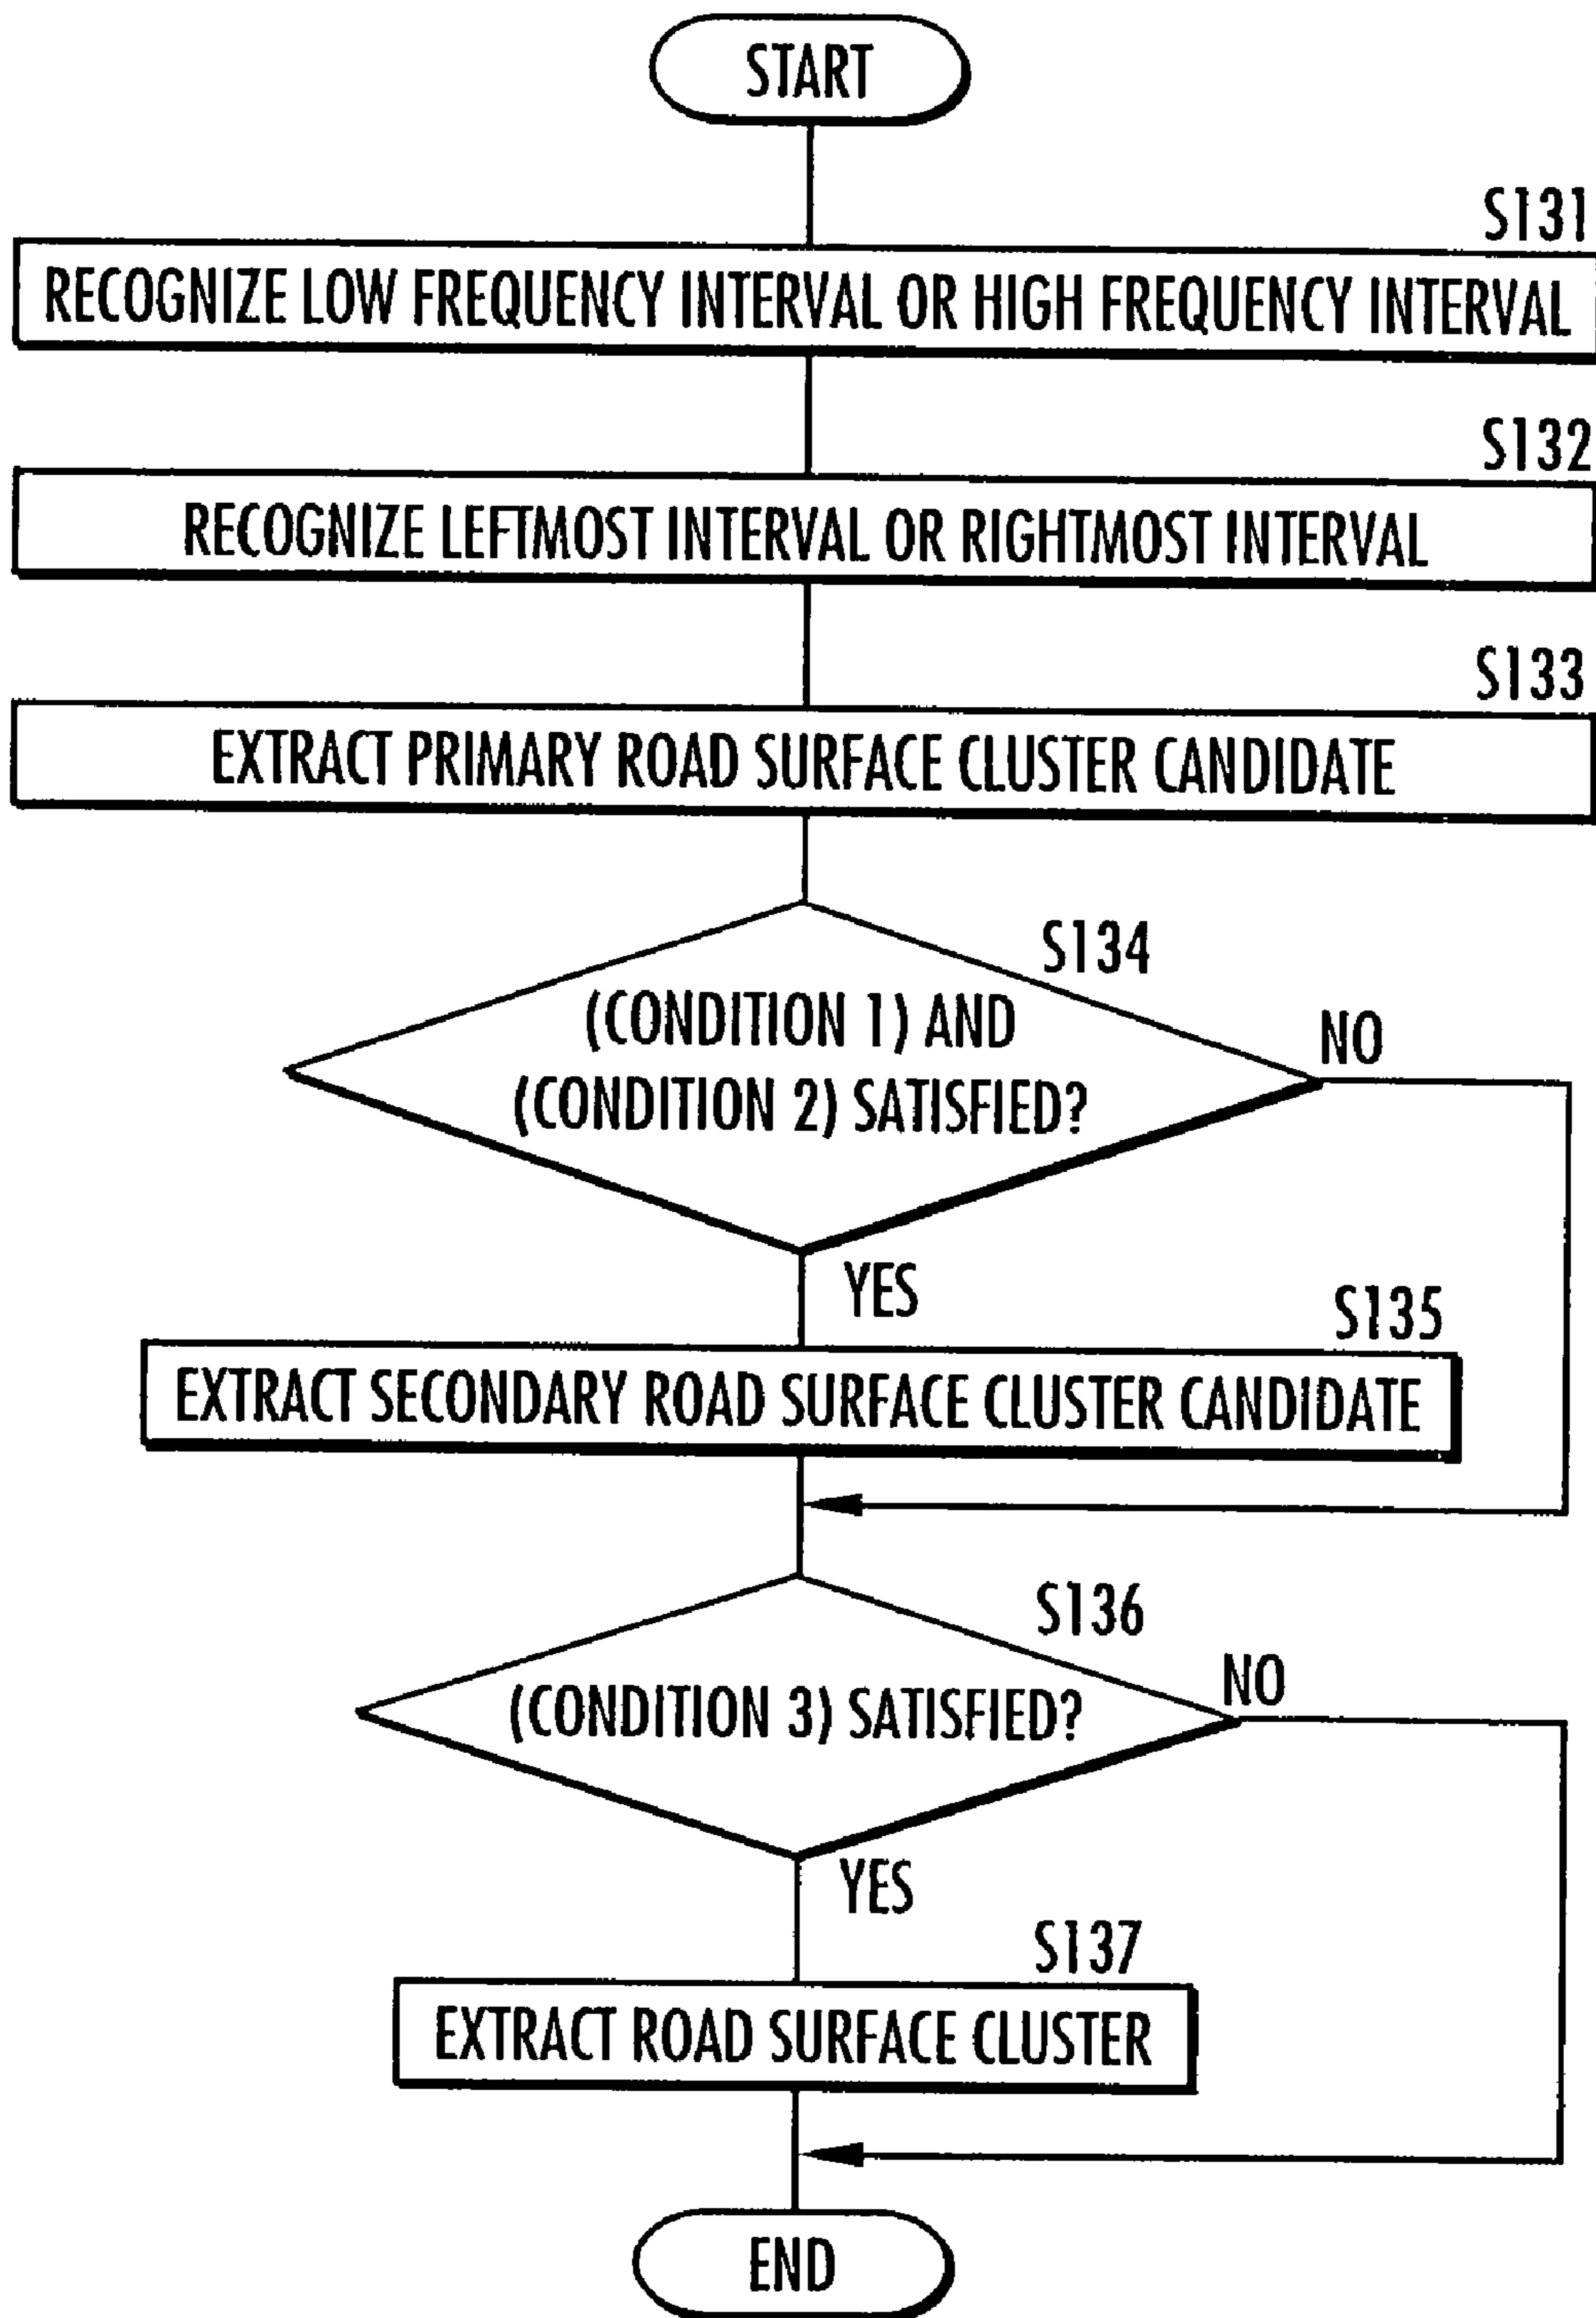 START
S131
RECOGNIZE LOW FREQUENCY INTERVAL OR HIGH FREQUENCY INTERVAL
S132
RECOGNIZE LEFTMOST INTERVAL OR RIGHTMOST INTERVAL
S133
EXTRACT PRIMARY ROAD SURFACE CLUSTER CANDIDATE
S134
(CONDITION 1) AND
(CONDITION 2) SATISFIED?
NO
YES
S135
EXTRACT SECONDARY ROAD SURFACE CLUSTER CANDIDATE
S136
(CONDITION 3) SATISFIED?
NO
YES
S137
EXTRACT ROAD SURFACE CLUSTER
END